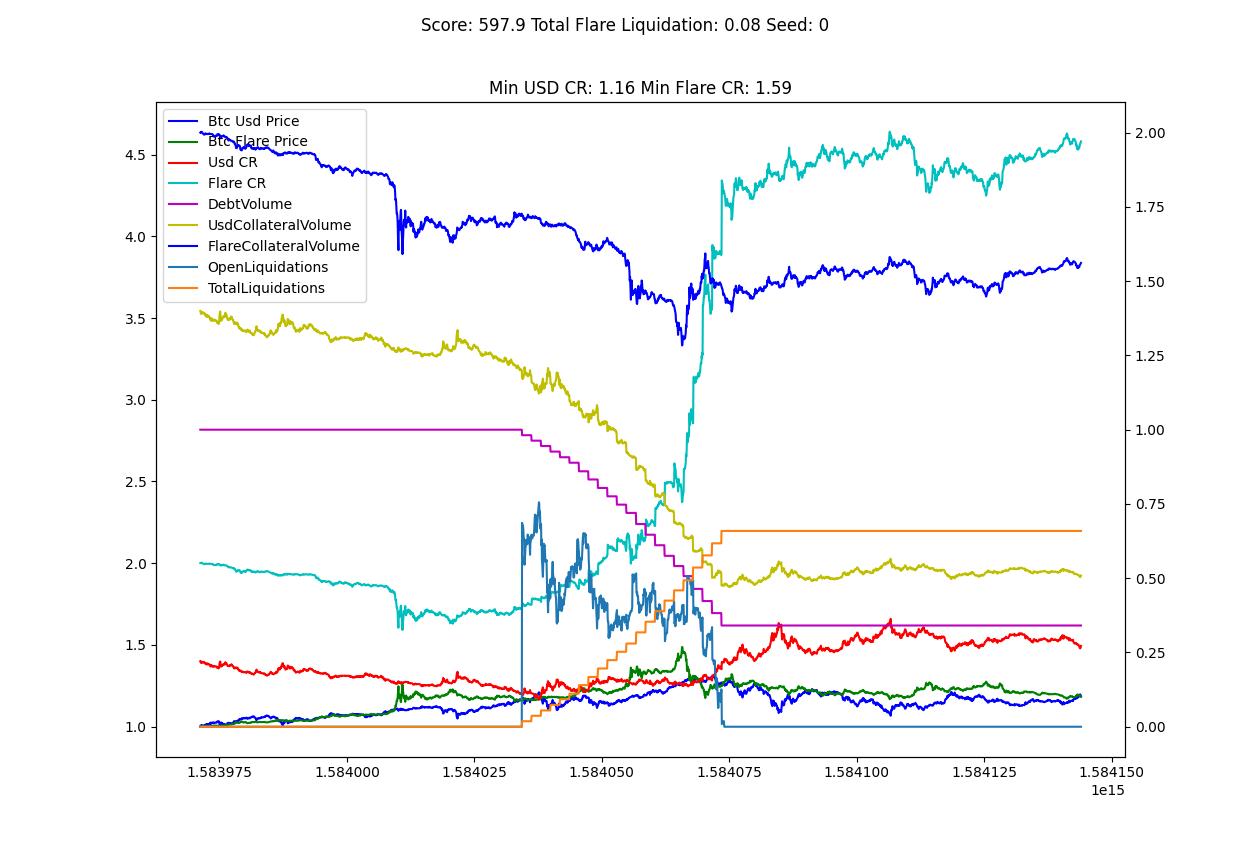 Score: 597.9 Total Flare Liquidation: 0.08 Seed: 0
Min USD CR: 1.16 Min Flare CR: 1.59
Btc Usd Price
Btc Flare Price
Usd CR
Flare CR
DebtVolume
UsdCollateralVolume
FlareCollateralVolume
OpenLiquidations
TotalLiquidations
4.5
4.0
3.5
3.0
2.5
2.0
1.5
1.0
2.00
1.75
1.50
1.25
1.00
0.75
0.50
0.25
0.00
1.583975 1.584000 1.584025 1.584050 1.584075 1.584100 1.584125 1.584150
1e15